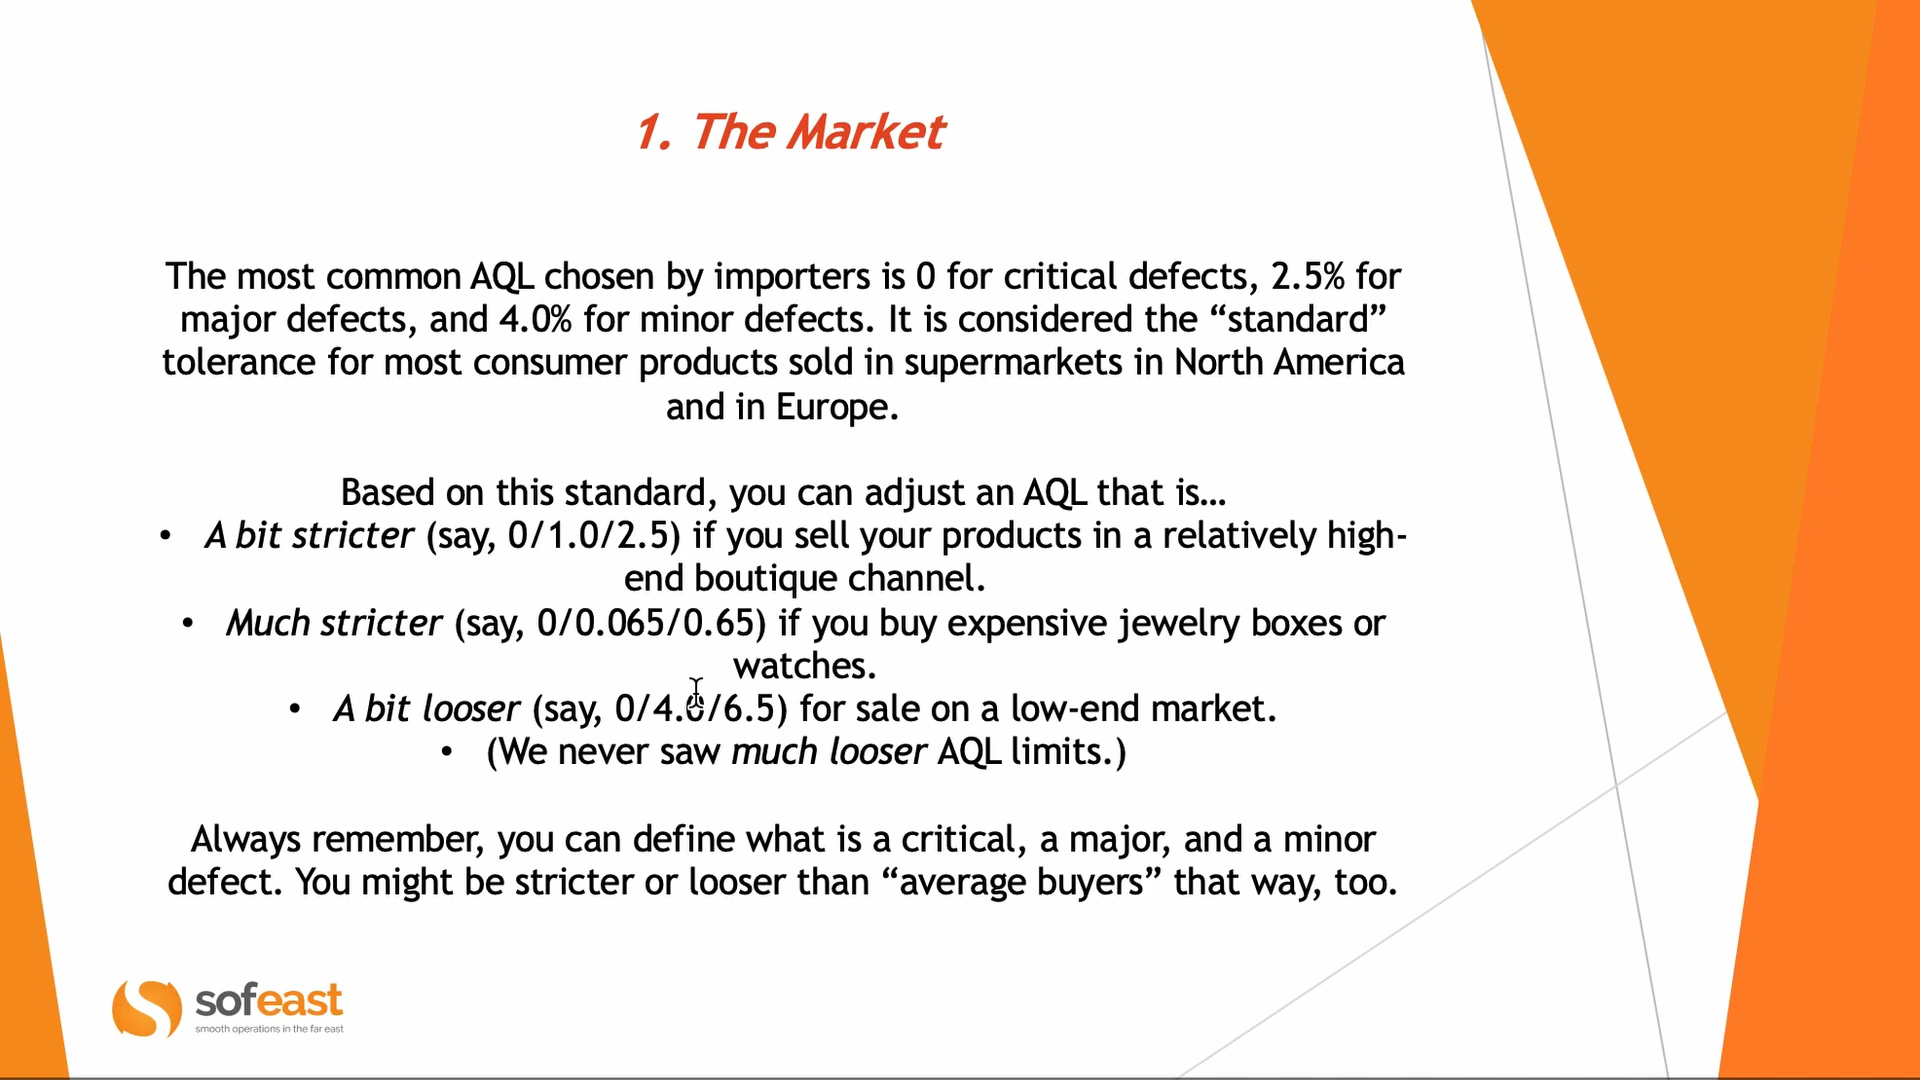 1. The Market
The most common AQL chosen by importers is 0 for critical defects, 2.5% for
major defects, and 4.0% for minor defects. It is considered the “standard”
tolerance for most consumer products sold in supermarkets in North America
and in Europe.
Based on this standard, you can adjust an AQL that is…
• A bit stricter (say, 0/1.0/2.5) if you sell your products in a relatively high-
end boutique channel.
• Much stricter (say, 0/0.065/0.65) if you buy expensive jewelry boxes or
watches.
• A bit looser (say, 0/4.0/6.5) for sale on a low-end market.
• (We never saw much looser AQL limits.)
Always remember, you can define what is a critical, a major, and a minor
defect. You might be stricter or looser than “average buyers” that way, too.
sofeast
smooth operations in the far east